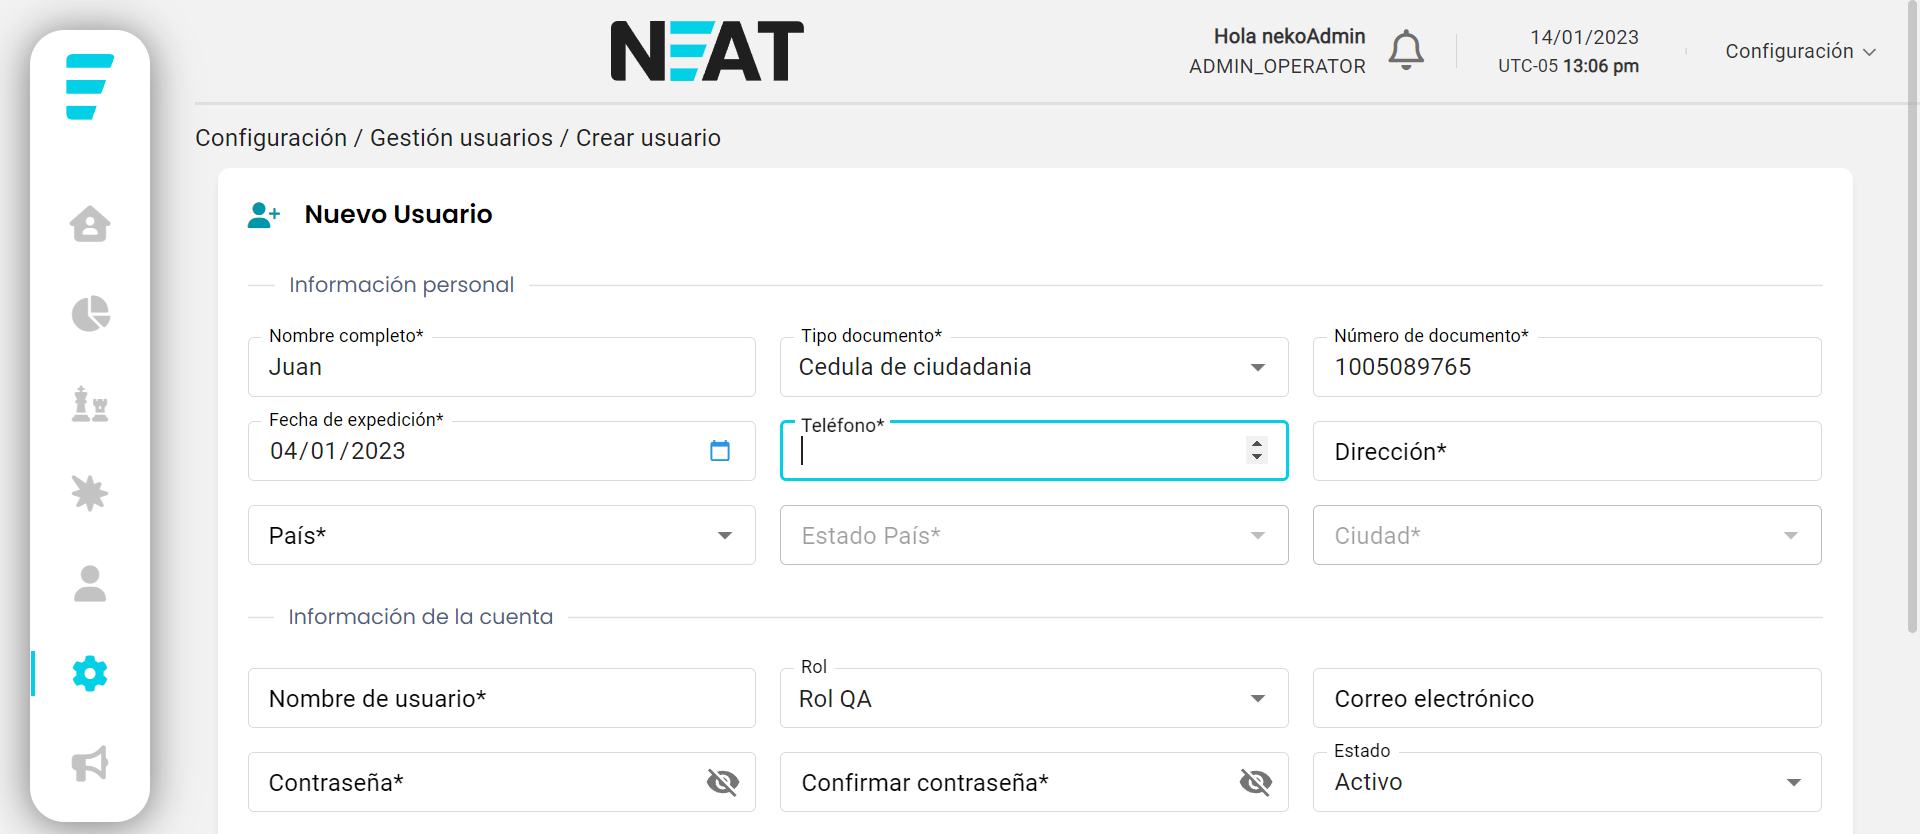 NEAT
Hola nekoAdmin
ADMIN_OPERATOR
14/01/2023
UTC-05 13:06 pm
Configuración
Configuración / Gestión usuarios / Crear usuario
Nuevo Usuario
Información personal
Nombre completo*
Juan
Tipo documento*
Cedula de ciudadania
Número de documento*
1005089765
Fecha de expedición*
04/01/2023
Teléfono*
Dirección*
País*
Estado País*
Ciudad*
Información de la cuenta
Nombre de usuario*
Rol
Rol QA
Correo electrónico
Contraseña*
Confirmar contraseña*
Estado
Activo